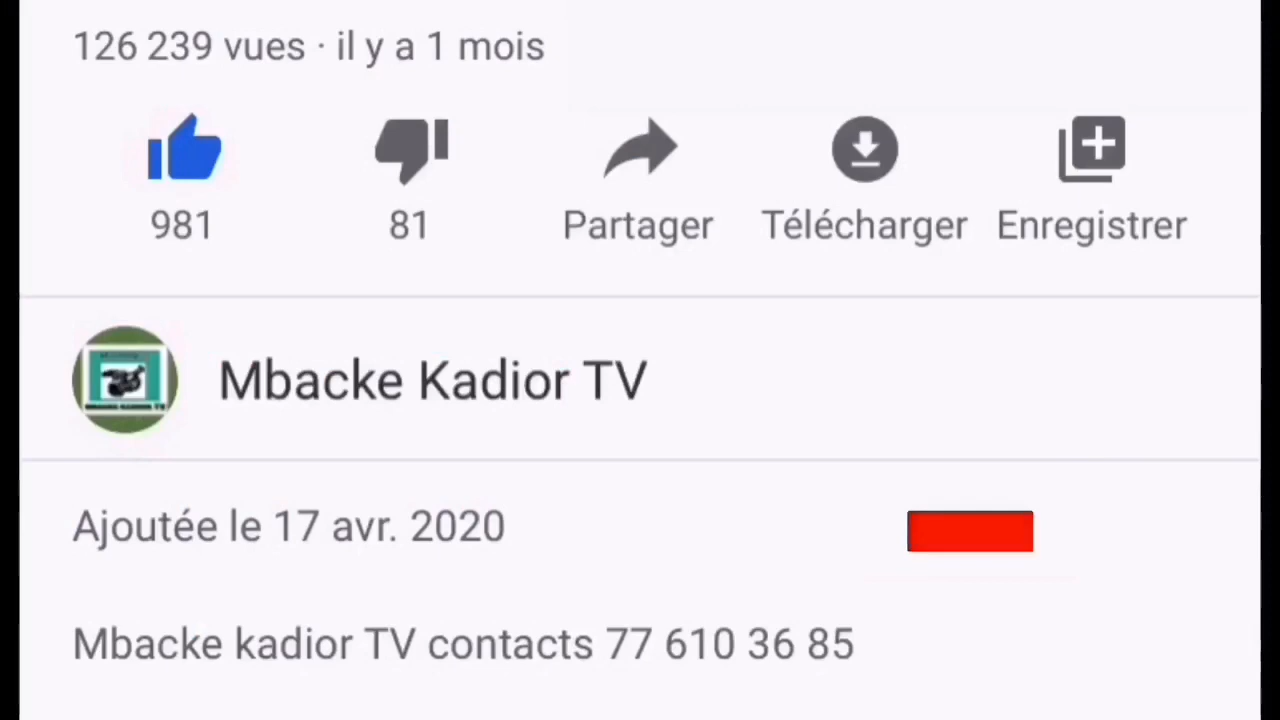 126 239 vues · il y a 1 mois
981 81 Partager Télécharger Enregistrer
Mbacke Kadior TV
Ajoutée le 17 avr. 2020
Mbacke kadior TV contacts 77 610 36 85